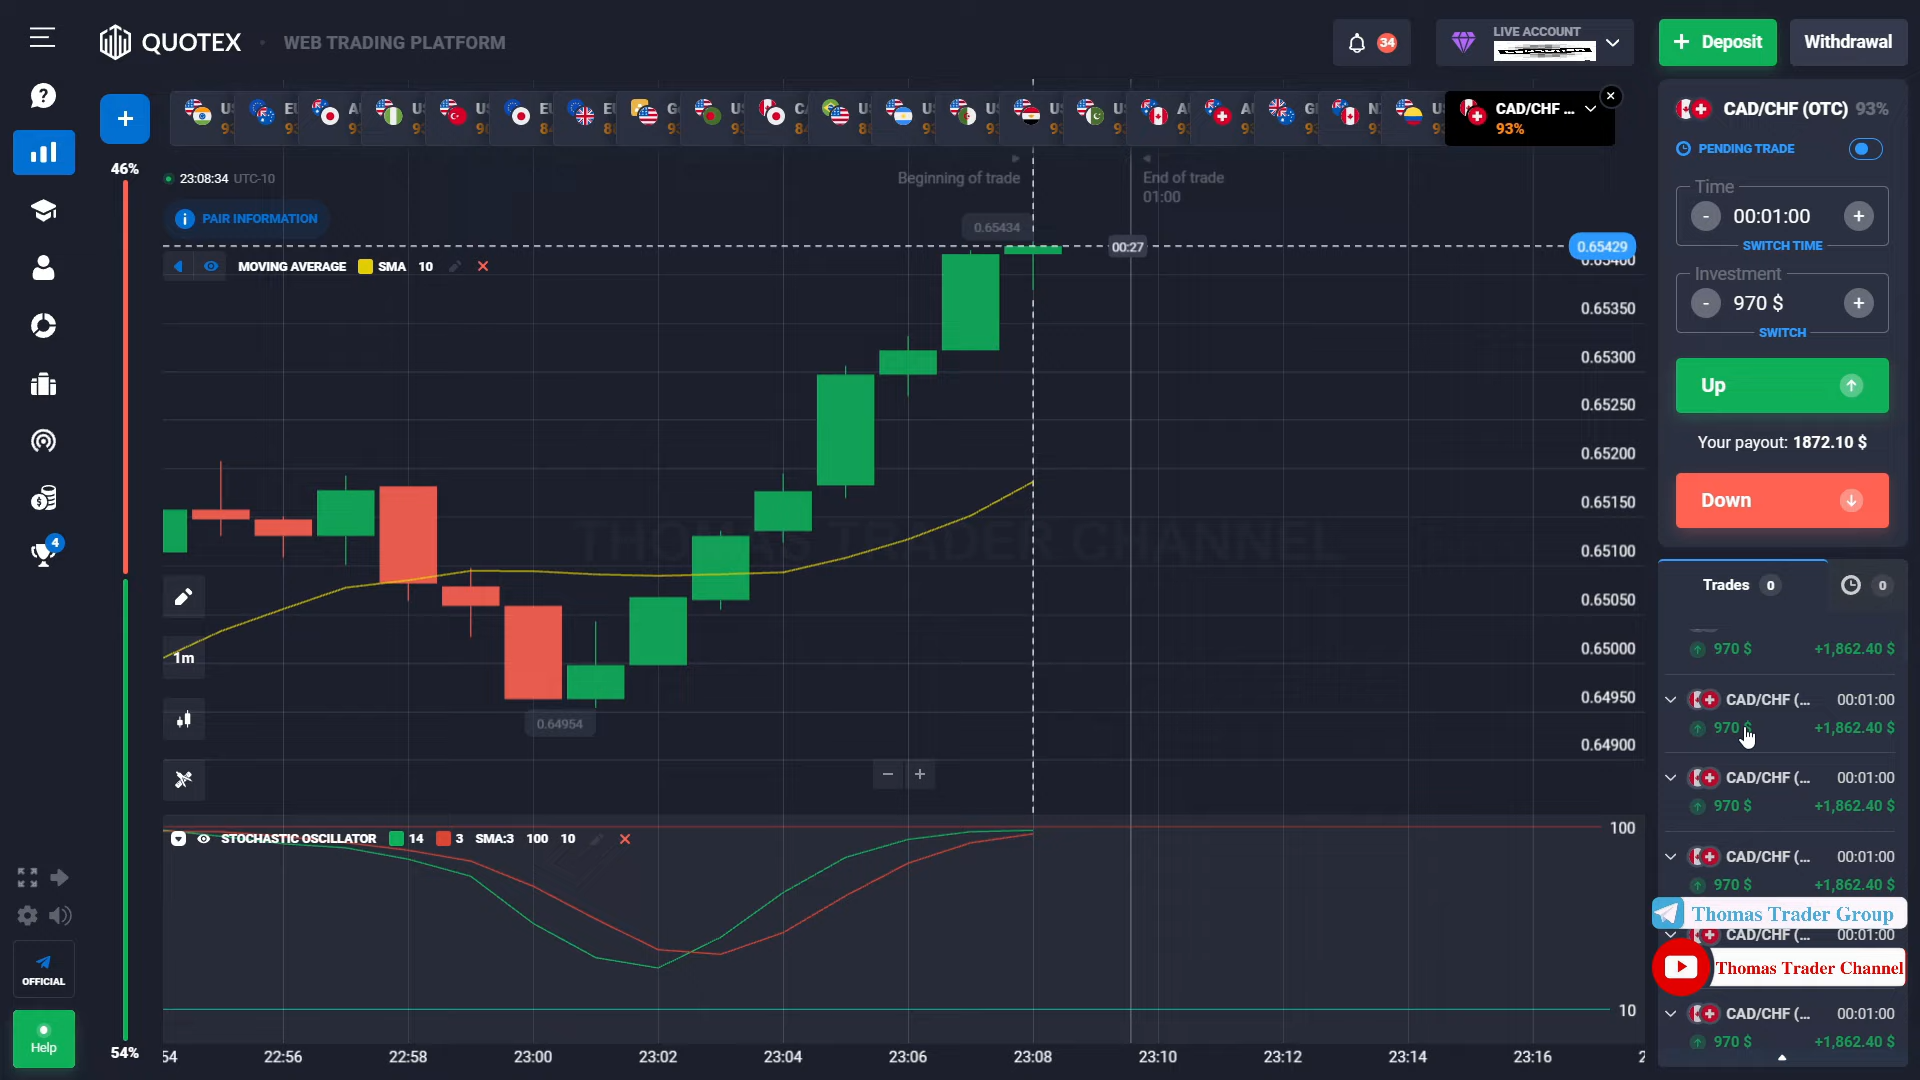 QUOTEX
WEB TRADING PLATFORM
34
LIVE ACCOUNT
Deposit
Withdrawal
CAD/CHF ...
93%
46%
23:08:34 UTC-10
PAIR INFORMATION
Beginning of trade
End of trade
01:00
0.65434
00:27
0.65429
MOVING AVERAGE SMA 10
0.65350
0.65300
0.65250
0.65200
0.65150
0.65100
0.65050
0.65000
0.64950
0.64900
THOMAS TRADER CHANNEL
1m
0.64954
STOCHASTIC OSCILLATOR 14 3 SMA:3 100 10
100
10
54%
4
OFFICIAL
Help
54 22:56 22:58 23:00 23:02 23:04 23:06 23:08 23:10 23:12 23:14 23:16
CAD/CHF (OTC) 93%
PENDING TRADE
Time
- 00:01:00 +
SWITCH TIME
Investment
- 970 $ +
SWITCH
Up
Your payout: 1872.10 $
Down
Trades 0 0
970 $ +1,862.40 $
CAD/CHF (... 00:01:00
970 $ +1,862.40 $
CAD/CHF (... 00:01:00
970 $ +1,862.40 $
CAD/CHF (... 00:01:00
970 $ +1,862.40 $
Thomas Trader Group
CAD/CHF (... 00:01:00
Thomas Trader Channel
CAD/CHF (... 00:01:00
970 $ +1,862.40 $